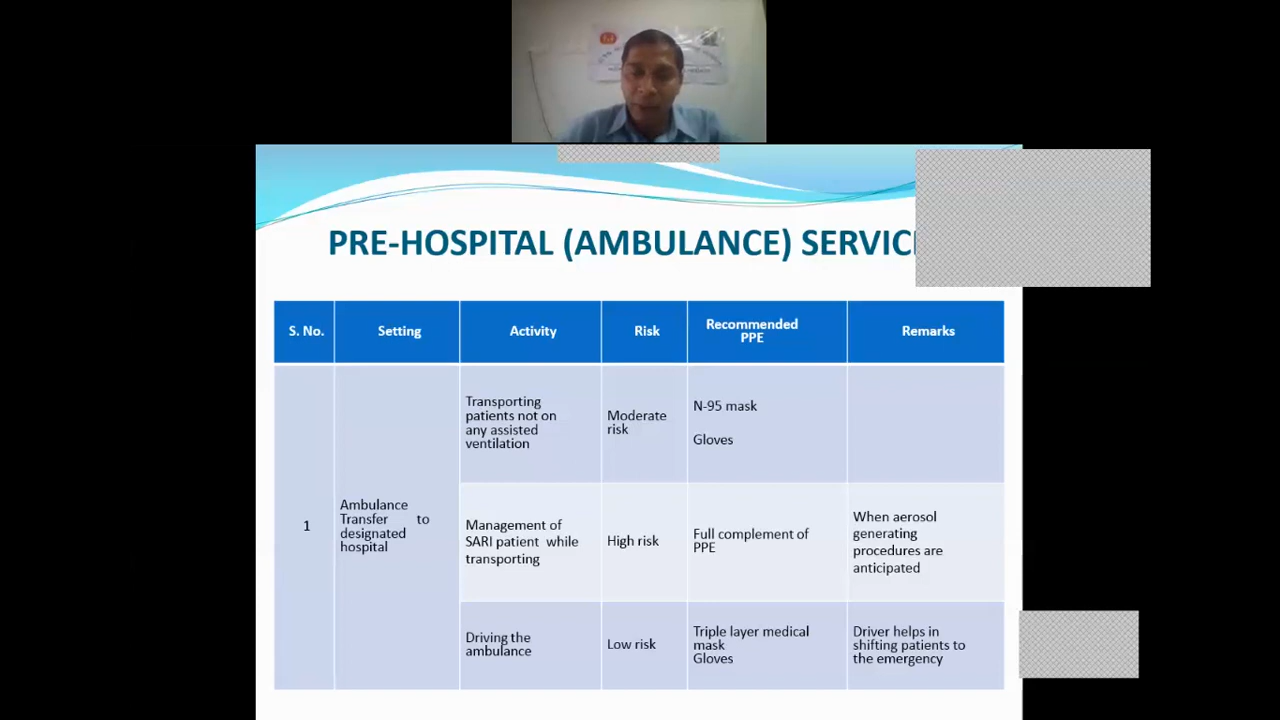 PRE-HOSPITAL (AMBULANCE)
S. No.
Setting
Activity
Risk
Recommended
PPE
Remarks
1
Ambulance
Transfer to
designated
hospital
Transporting
patients not on
any assisted
ventilation
Moderate
risk
N-95 mask
Gloves
Management of
SARI patient while
transporting
High risk
Full complement of
PPE
When aerosol
generating
procedures are
anticipated
Driving the
ambulance
Low risk
Triple layer medical
mask
Gloves
Driver helps in
shifting patients to
the emergency